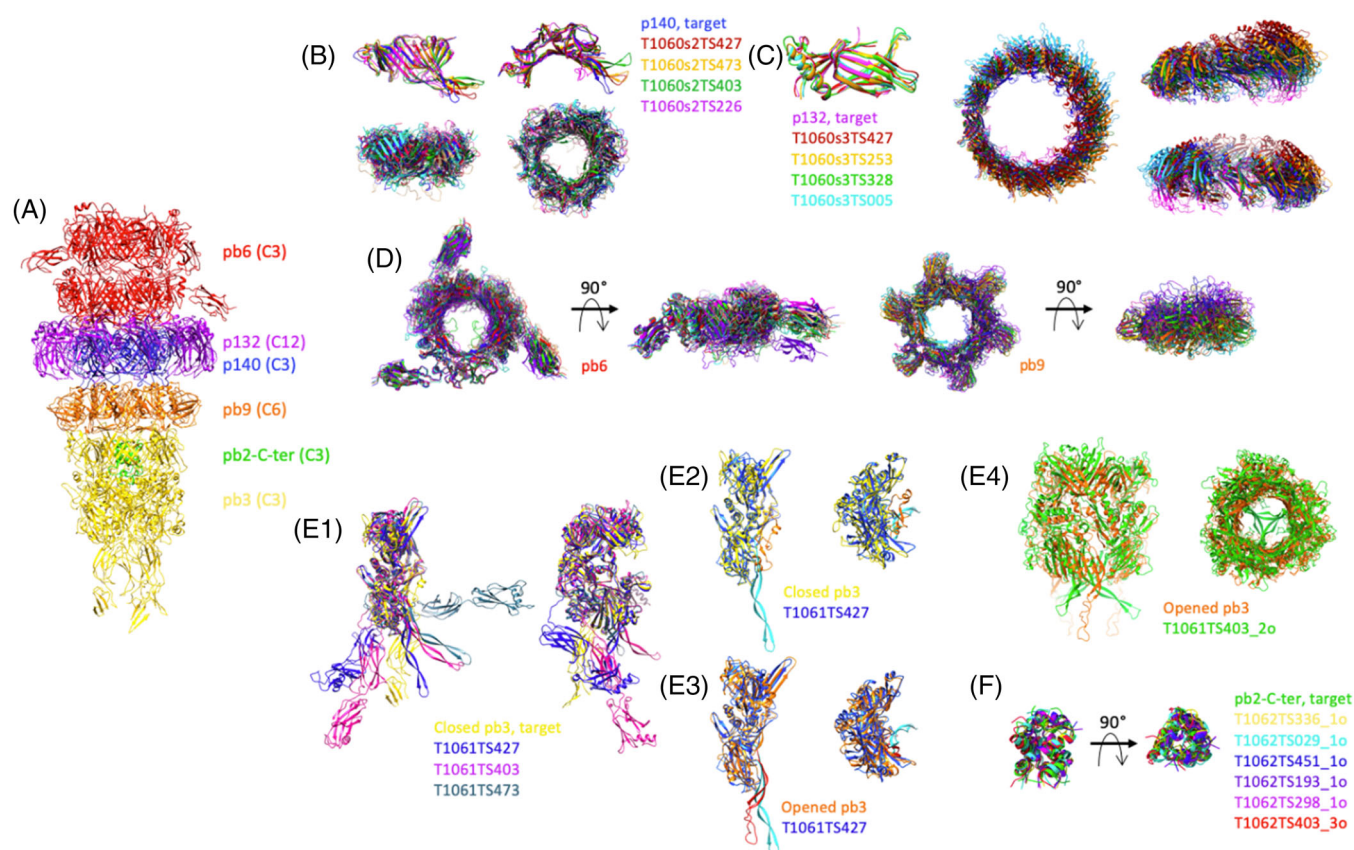 (A)
pb6 (C3)
p132 (C12)
p140 (C3)
pb9 (C6)
pb2-C-ter (C3)
pb3 (C3)
(B)
p140, target
T1060s2TS427
T1060s2TS473
T1060s2TS403
T1060s2TS226
(C)
p132, target
T1060s3TS427
T1060s3TS253
T1060s3TS328
T1060s3TS005
(D)
90°
pb6
pb9
90°
(E1)
Closed pb3, target
T1061TS427
T1061TS403
T1061TS473
(E2)
Closed pb3
T1061TS427
(E3)
Opened pb3
T1061TS427
(E4)
Opened pb3
T1061TS403_2o
(F)
90°
pb2-C-ter, target
T1062TS336_1o
T1062TS029_1o
T1062TS451_1o
T1062TS193_1o
T1062TS298_1o
T1062TS403_3o